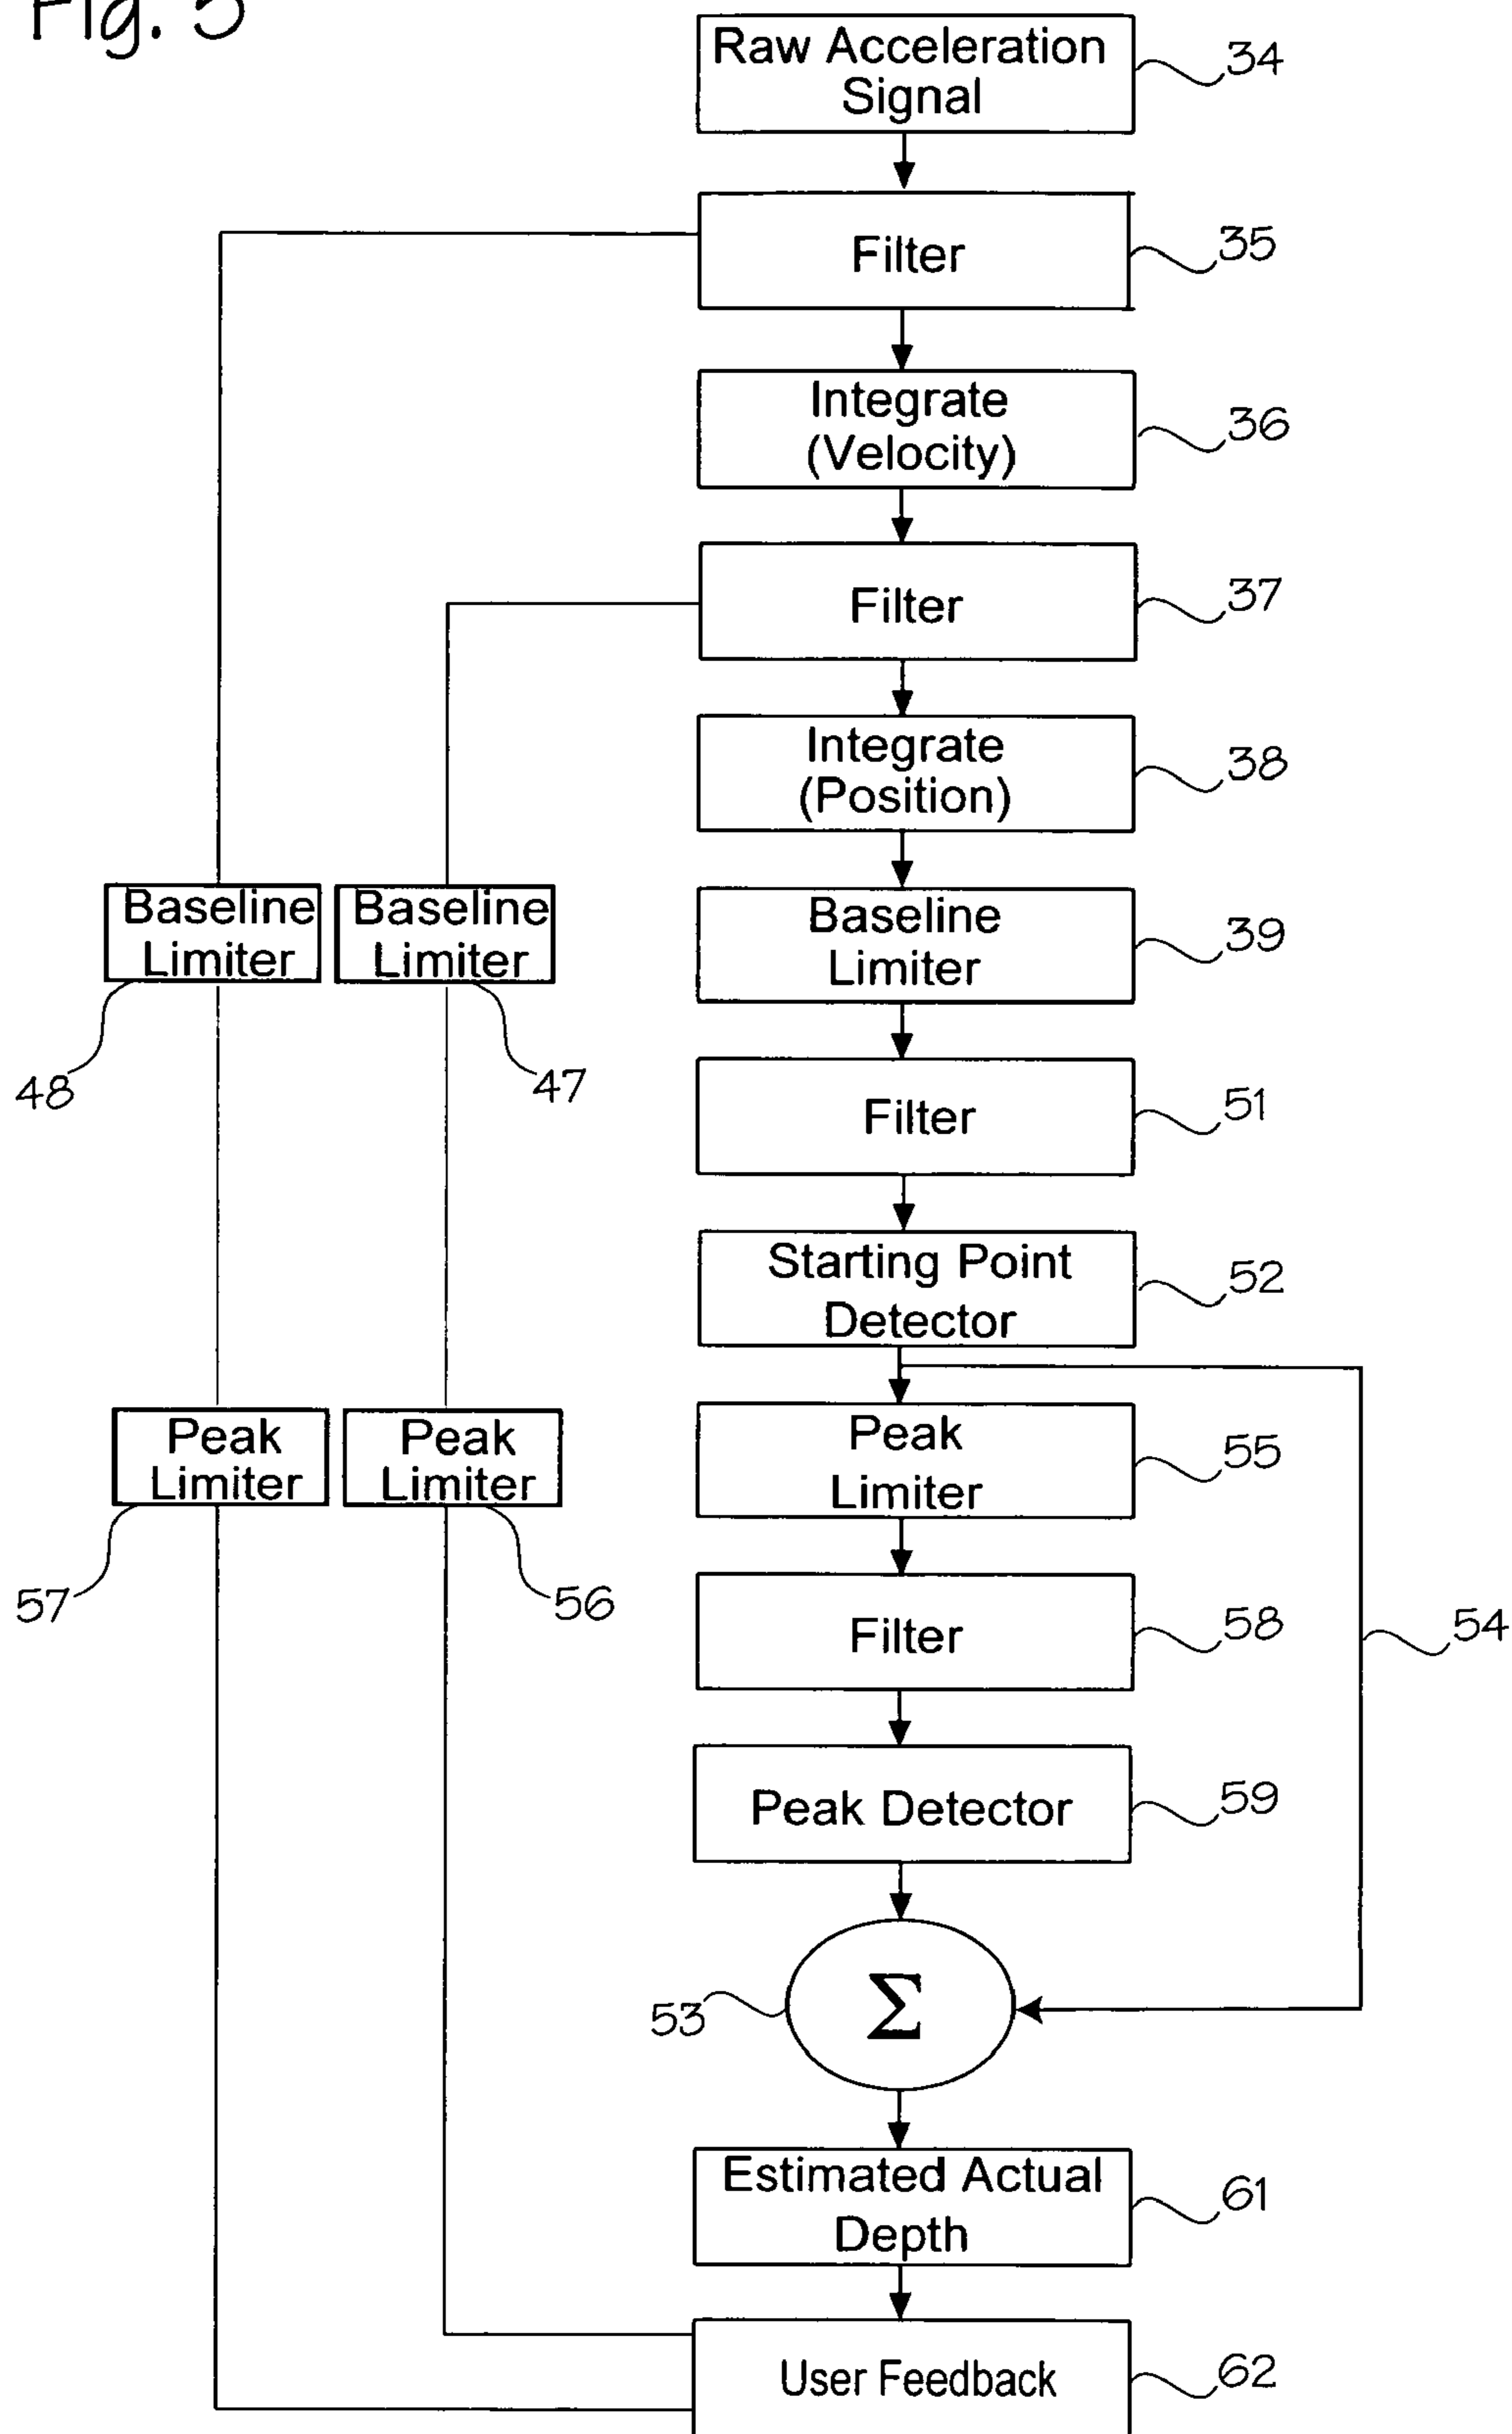 Fig. 5
Raw Acceleration
Signal
34
Filter
35
Integrate
(Velocity)
36
Filter
37
Integrate
(Position)
38
Baseline
Limiter
48
Baseline
Limiter
47
Baseline
Limiter
39
Filter
51
Starting Point
Detector
52
Peak
Limiter
57
Peak
Limiter
56
Peak
Limiter
55
Filter
58
54
Peak Detector
59
Σ
53
Estimated Actual
Depth
61
User Feedback
62